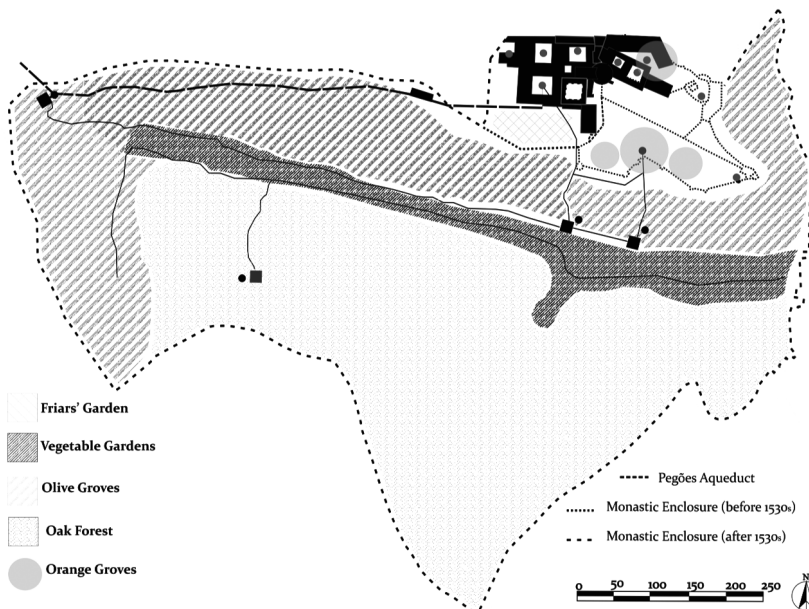 Friars' Garden
Vegetable Gardens
Olive Groves
Oak Forest
Orange Groves
Pegões Aqueduct
Monastic Enclosure (before 1530s)
Monastic Enclosure (after 1530s)
0 50 100 150 200 250
N